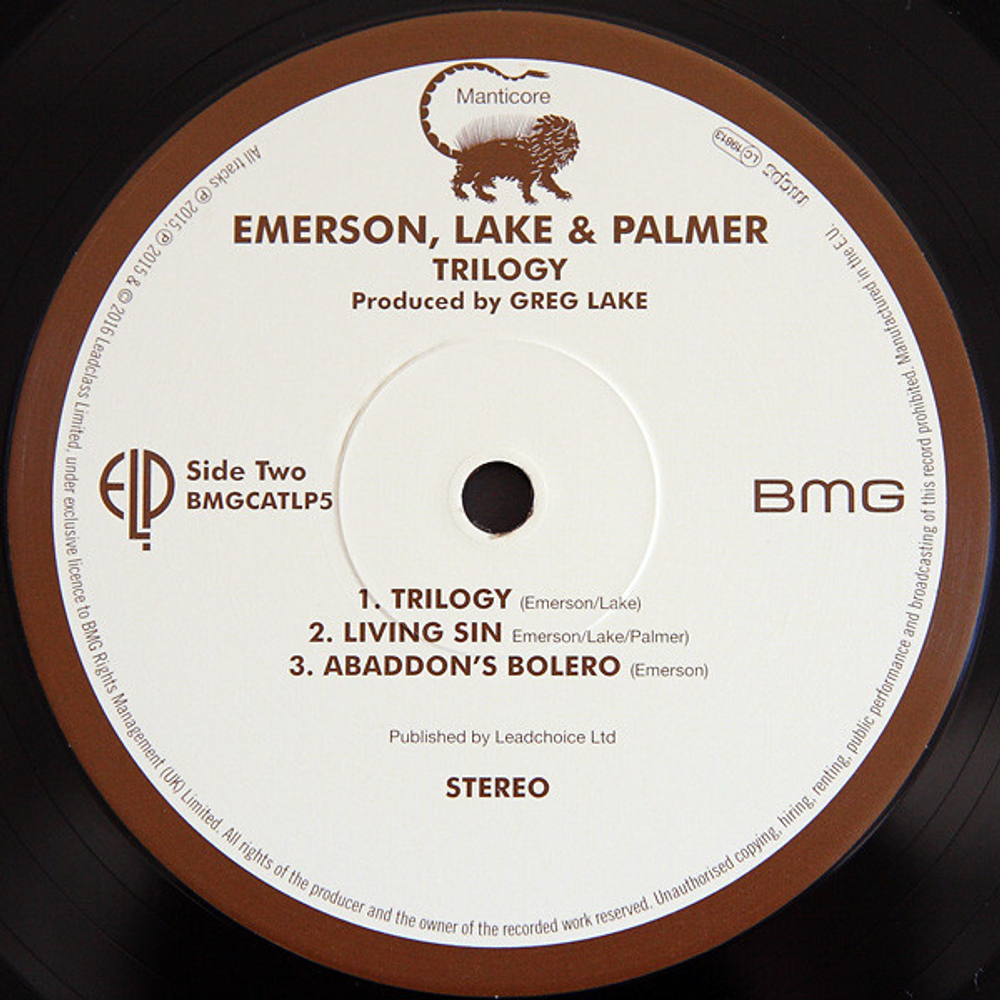 Manticore
EMERSON, LAKE & PALMER
TRILOGY
Produced by GREG LAKE
LC 19813
mcps
ELP
Side Two
BMGCATLP5
BMG
1. TRILOGY (Emerson/Lake)
2. LIVING SIN Emerson/Lake/Palmer)
3. ABADDON'S BOLERO (Emerson)
Published by Leadchoice Ltd
STEREO
All tracks ℗ 2015, ℗ 2015 & © 2016 Leadclass Limited, under exclusive licence to BMG Rights Management (UK) Limited. All rights of the producer and the owner of the recorded work reserved. Unauthorised copying, hiring, renting, public performance and broadcasting of this record prohibited. Manufactured in the E.U.